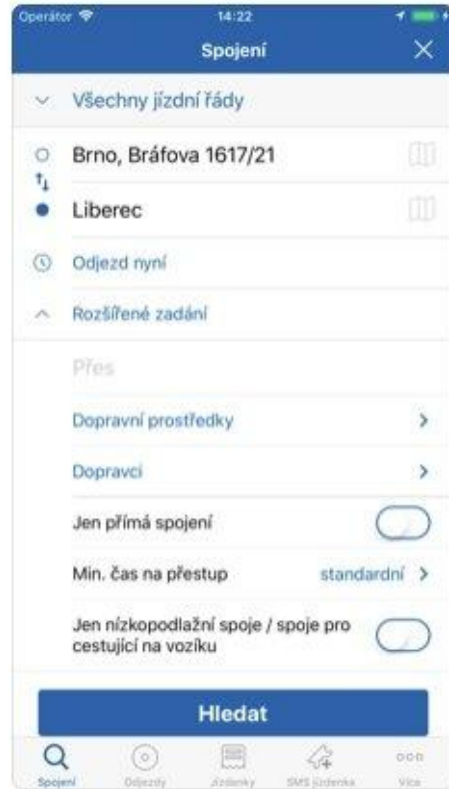 Operátor 14:22
Spojení
Všechny jízdní řády
Brno, Bráfova 1617/21
Liberec
Odjezd nyní
Rozšířené zadání
Přes
Dopravní prostředky
Dopravci
Jen přímá spojení
Min. čas na přestup standardní
Jen nízkopodlažní spoje / spoje pro
cestující na vozíku
Hledat
Spojení Odjezdy Jízdenky SMS jízdenka Více